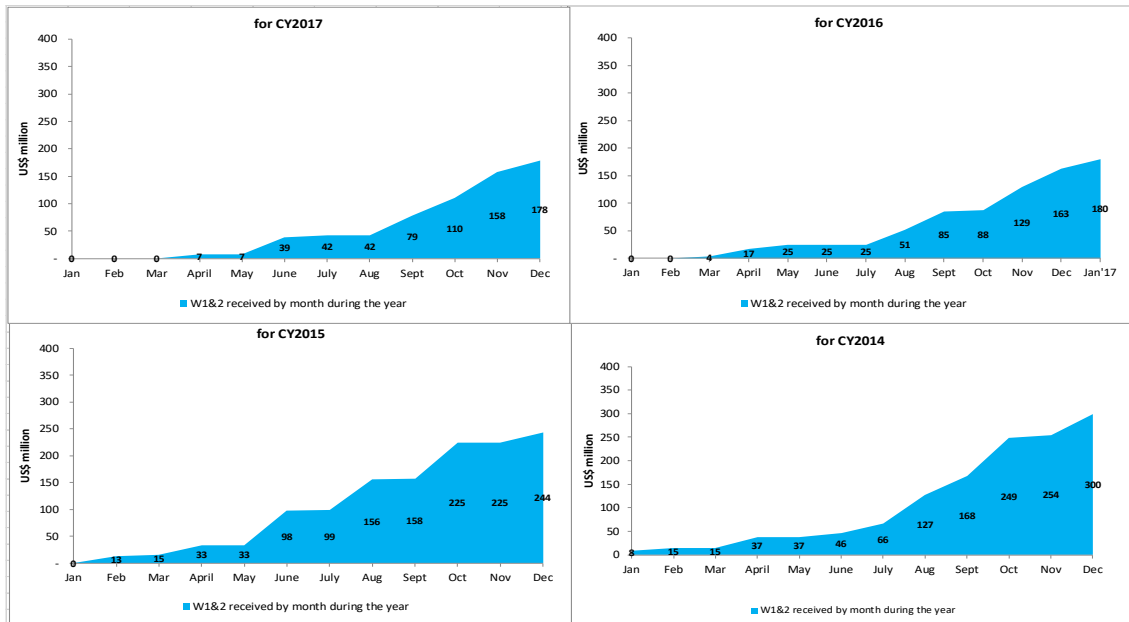 for CY2017
400
350
300
250
200
150
100
50
-
US$ million
0 0 0 7 7 39 42 42 79 110 158 178
Jan Feb Mar April May June July Aug Sept Oct Nov Dec
W1&2 received by month during the year
for CY2016
400
350
300
250
200
150
100
50
-
US$ million
0 0 4 17 25 25 25 51 85 88 129 163 180
Jan Feb Mar April May June July Aug Sept Oct Nov Dec Jan'17
W1&2 received by month during the year
for CY2015
400
350
300
250
200
150
100
50
-
US$ million
0 13 15 33 33 98 99 156 158 225 225 244
Jan Feb Mar April May June July Aug Sept Oct Nov Dec
W1&2 received by month during the year
for CY2014
400
350
300
250
200
150
100
50
0
US$ million
8 15 15 37 37 46 66 127 168 249 254 300
Jan Feb Mar April May June July Aug Sept Oct Nov Dec
W1&2 received by month during the year